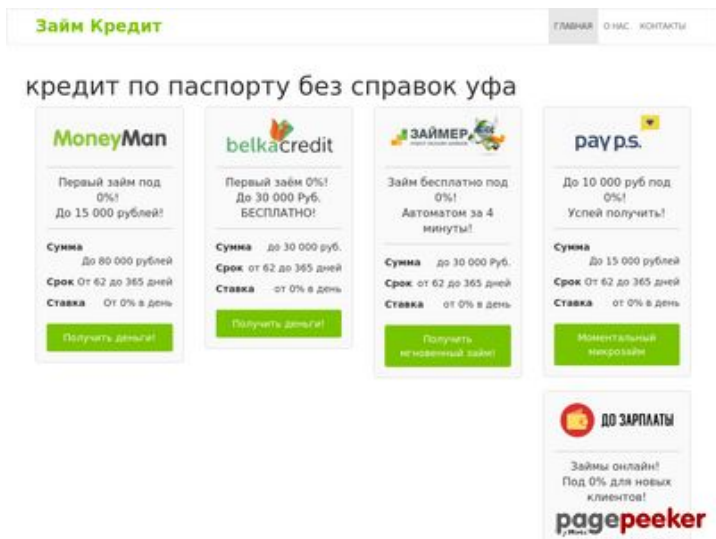 Займ Кредит
ГЛАВНАЯ О НАС. КОНТАКТЫ
кредит по паспорту без справок уфа
MoneyMan
Первый займ под
0%!
До 15 000 рублей!
Сумма
До 80 000 рублей
Срок От 62 до 365 дней
Ставка От 0% в день
Получить деньги!
belkacredit
Первый заём 0%!
До 30 000 Руб.
БЕСПЛАТНО!
Сумма до 30 000 руб.
Срок от 62 до 365 дней
Ставка от 0% в день
Получить деньги!
ЗАЙМЕР
Займ бесплатно под
0%!
Автоматом за 4
минуты!
Сумма до 30 000 Руб.
Срок от 62 до 365 дней
Ставка от 0% в день
Получить
мгновенный займ!
pay p.s.
До 10 000 руб под
0%!
Успей получить!
Сумма
До 15 000 рублей
Срок От 62 до 365 дней
Ставка от 0% в день
Моментальный
микрозайм
ДО ЗАРПЛАТЫ
Займы онлайн!
Под 0% для новых
клиентов!
pagepeeker